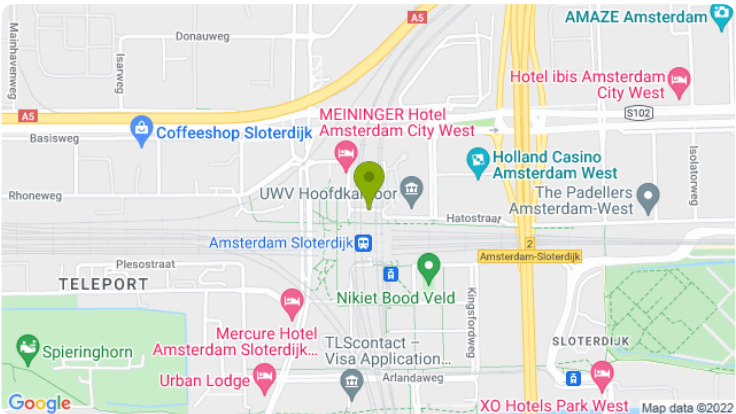 AMAZE Amsterdam
A5
Donauweg
Manhavenweg
Isarweg
Hotel ibis Amsterdam
City West
A5
MEININGER Hotel
Amsterdam City West
S102
Basisweg
Coffeeshop Sloterdijk
Holland Casino
Amsterdam West
Isolatorweg
Rhoneweg
UWV Hoofdkantoor
The Padellers
Amsterdam-West
Hatostraat
Amsterdam Sloterdijk
2
Amsterdam-Sloterdijk
Plesostraat
TELEPORT
Nikiet Bood Veld
Kingsfordweg
Mercure Hotel
Amsterdam Sloterdijk...
TLScontact –
Visa Application...
SLOTERDIJK
Spieringhorn
Urban Lodge
Arlandaweg
XO Hotels Park West
Google
Map data ©2022